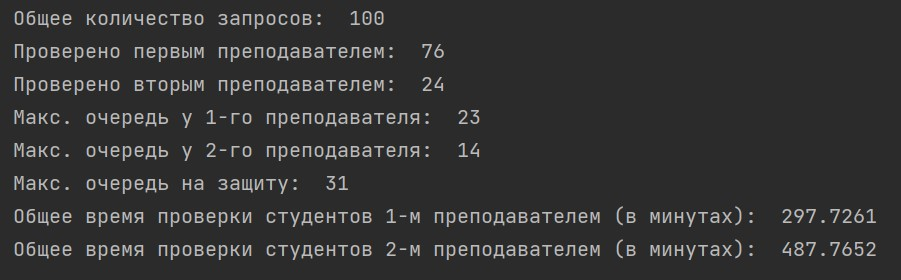 Общее количество запросов:  100
Проверено первым преподавателем:  76
Проверено вторым преподавателем:  24
Макс. очередь у 1-го преподавателя:  23
Макс. очередь у 2-го преподавателя:  14
Макс. очередь на защиту:  31
Общее время проверки студентов 1-м преподавателем (в минутах):  297.7261
Общее время проверки студентов 2-м преподавателем (в минутах):  487.7652